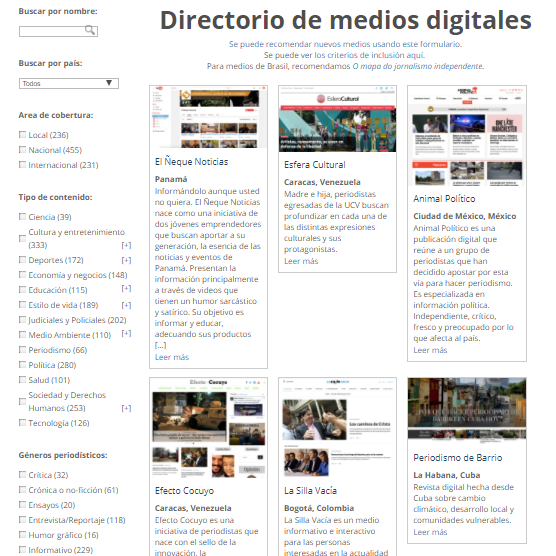 Buscar por nombre:
Buscar por país:
Todos
Area de cobertura:
Local (236)
Nacional (455)
Internacional (231)
Tipo de contenido:
Ciencia (39)
Cultura y entretenimiento
(333) [+]
Deportes (172) [+]
Economía y negocios (148)
Educación (115) [+]
Estilo de vida (189) [+]
Judiciales y Policiales (202)
Medio Ambiente (110) [+]
Periodismo (66)
Política (280)
Salud (101)
Sociedad y Derechos
Humanos (253) [+]
Tecnología (126)
Géneros periodísticos:
Crítica (32)
Crónica o no-ficción (61)
Ensayos (20)
Entrevista/Reportaje (118)
Humor gráfico (16)
Informativo (229)
Directorio de medios digitales
Se puede recomendar nuevos medios usando este formulario.
Se puede ver los criterios de inclusión aquí.
Para medios de Brasil, recomendamos O mapa do jornalismo independente.
El Ñeque Noticias
Panamá
Informándolo aunque usted
no quiera. El Ñeque Noticias
nace como una iniciativa de
dos jóvenes emprendedores
que buscan aportar a su
generación, la esencia de las
noticias y eventos de
Panamá. Presentan la
información principalmente
a través de videos que
tienen un humor sarcástico
y satírico. Su objetivo es
informar y educar,
adecuando sus productos
[...]
Leer más
EsferaCultural
Esfera Cultural
Caracas, Venezuela
Madre e hija, periodistas
egresadas de la UCV buscan
profundizar en cada una de
las distintas expresiones
culturales y sus
protagonistas.
Leer más
Animal Político
Ciudad de México, México
Animal Político es una
publicación digital que
reúne a un grupo de
periodistas que han
decidido apostar por esta
vía para hacer periodismo.
Es especializada en
información política.
Independiente, crítico,
fresco y preocupado por lo
que afecta al país.
Leer más
Efecto Cocuyo
Opinión
Efecto Cocuyo
Caracas, Venezuela
Efecto Cocuyo es una
iniciativa de periodistas que
nace con el sello de la
innovación, la
La Silla Vacía
Bogotá, Colombia
La Silla Vacía es un medio
informativo e interactivo
para las personas
interesadas en la actualidad
POR QUÉ HACER PERIODISMO DE
BARRIO EN CUBA HOY
Periodismo de Barrio
La Habana, Cuba
Revista digital hecha desde
Cuba sobre cambio
climático, desarrollo local y
comunidades vulnerables.
Leer más